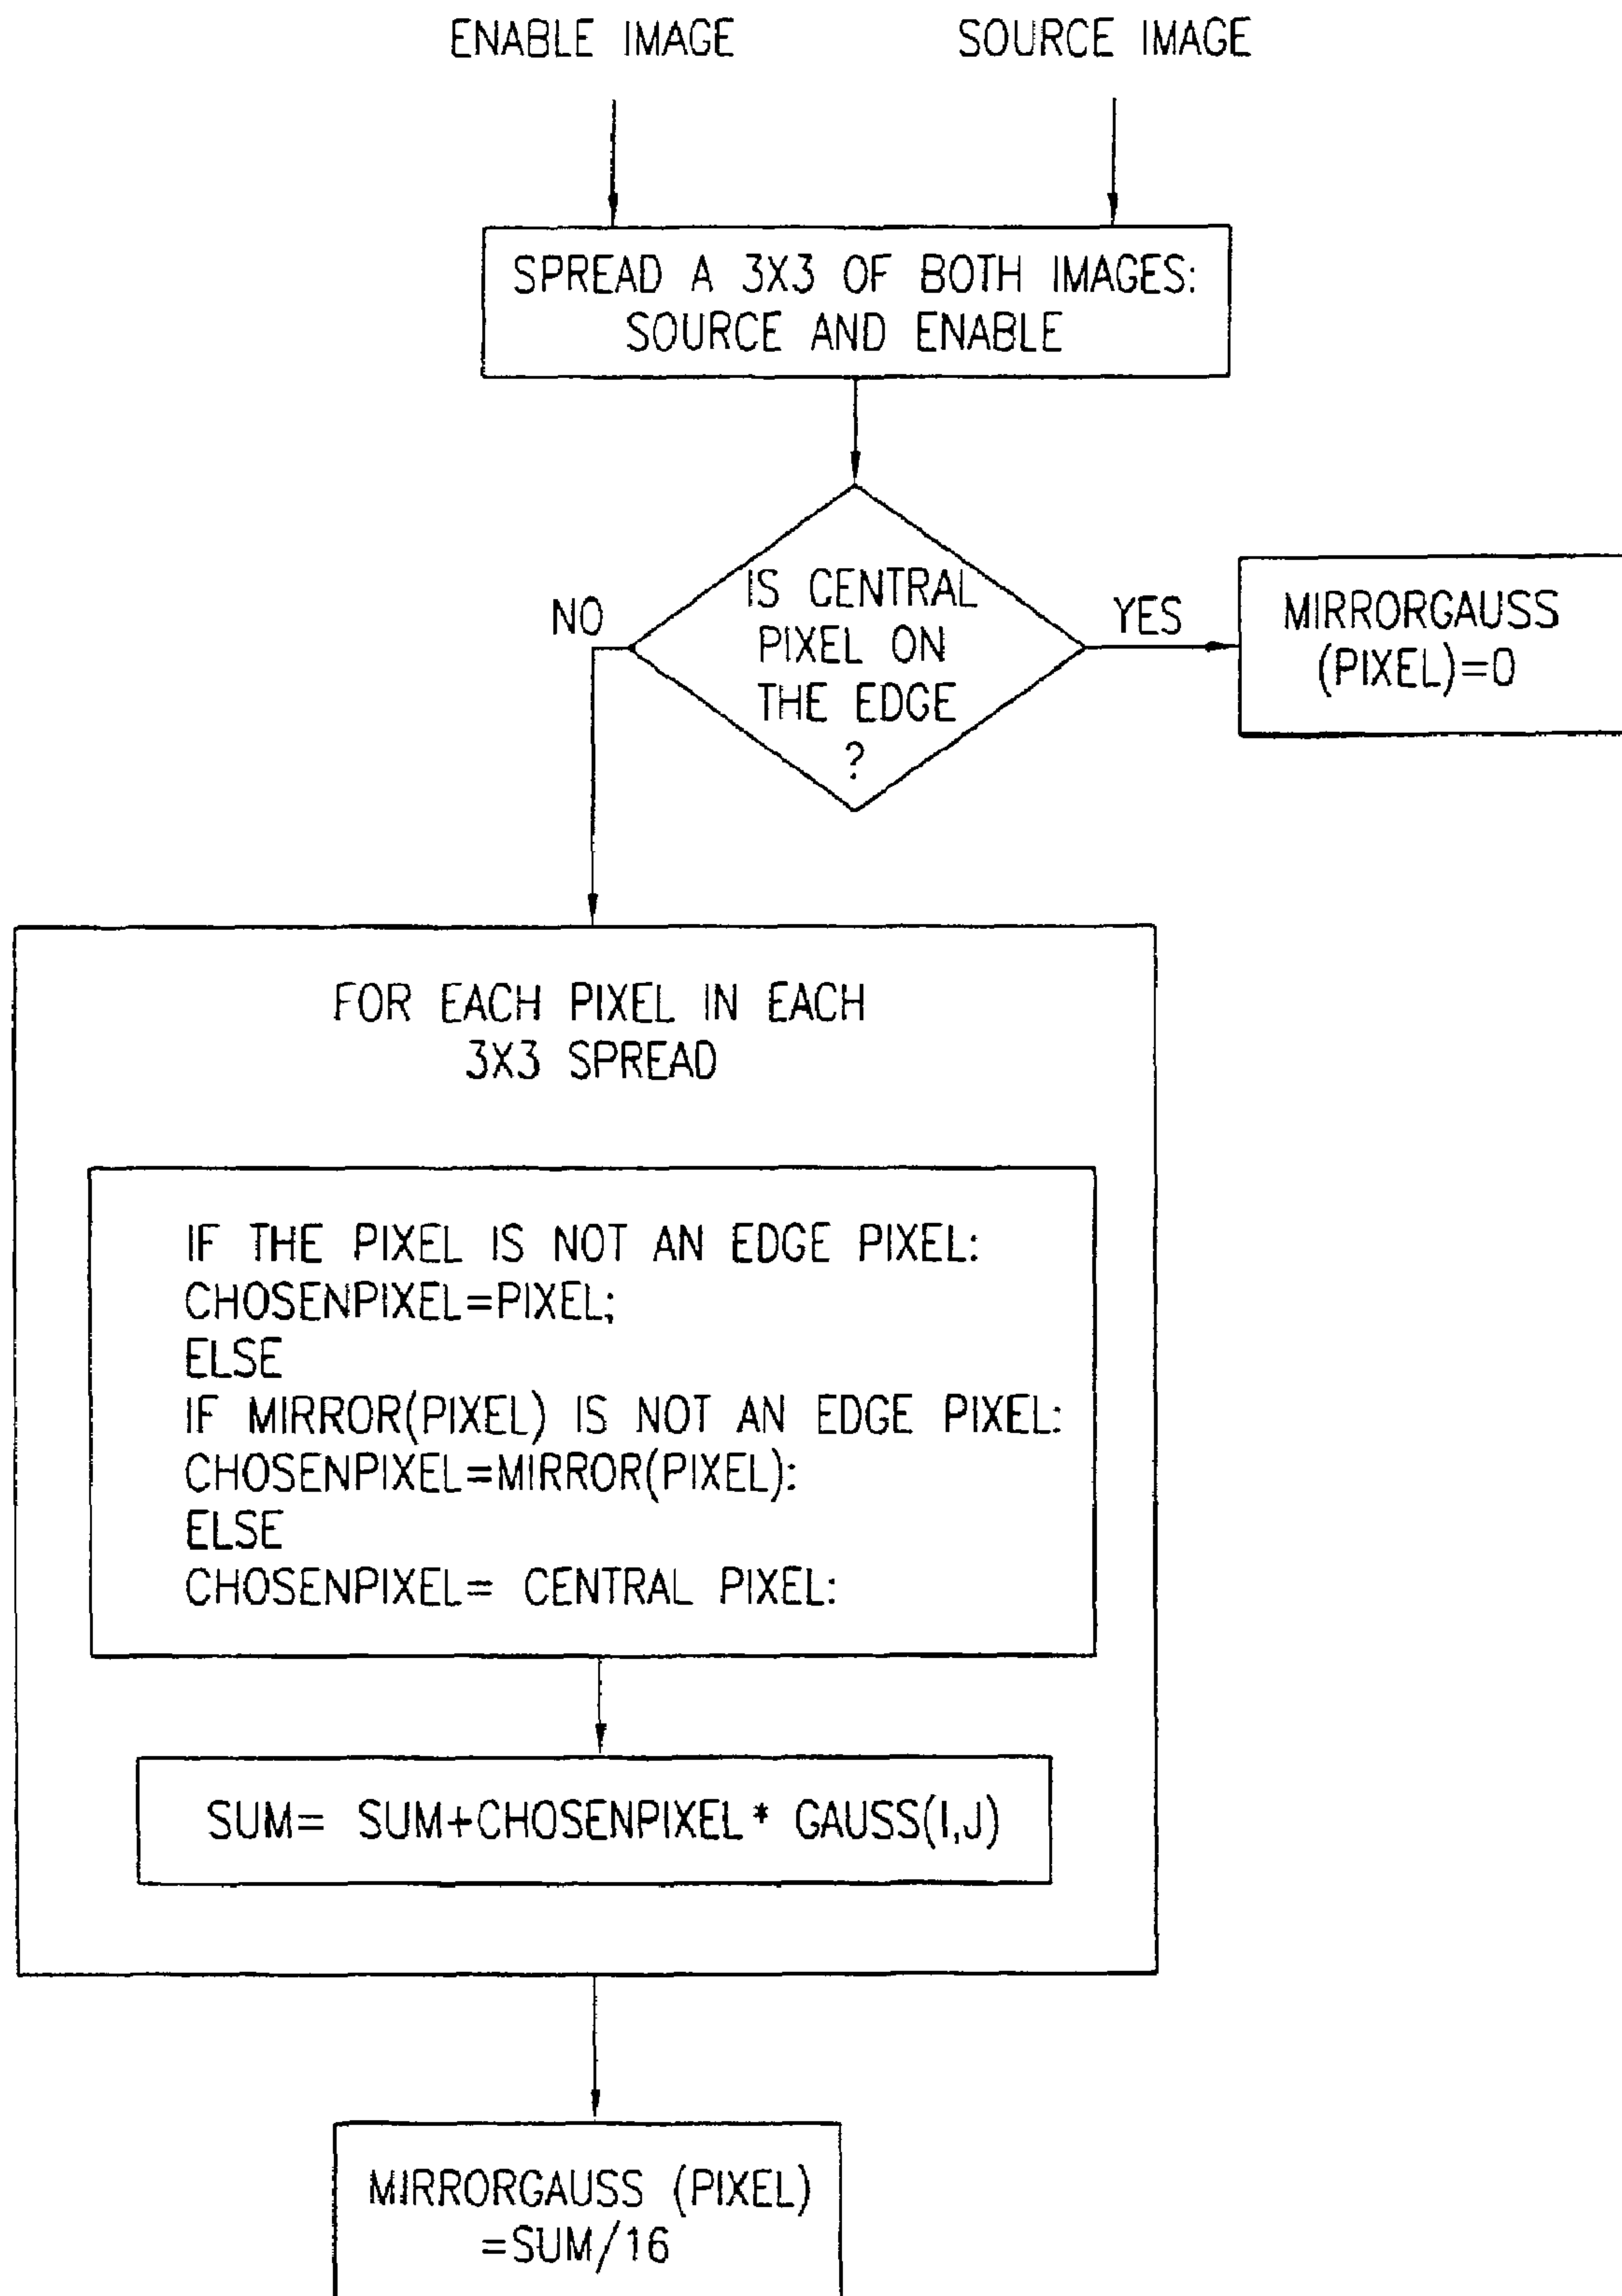 ENABLE IMAGE
SOURCE IMAGE
SPREAD A 3X3 OF BOTH IMAGES:
SOURCE AND ENABLE
IS CENTRAL
PIXEL ON
THE EDGE
?
NO
YES
MIRRORGAUSS
(PIXEL)=0
FOR EACH PIXEL IN EACH
3X3 SPREAD
IF THE PIXEL IS NOT AN EDGE PIXEL:
CHOSENPIXEL=PIXEL;
ELSE
IF MIRROR(PIXEL) IS NOT AN EDGE PIXEL:
CHOSENPIXEL=MIRROR(PIXEL):
ELSE
CHOSENPIXEL= CENTRAL PIXEL:
SUM= SUM+CHOSENPIXEL* GAUSS(I,J)
MIRRORGAUSS (PIXEL)
=SUM/16